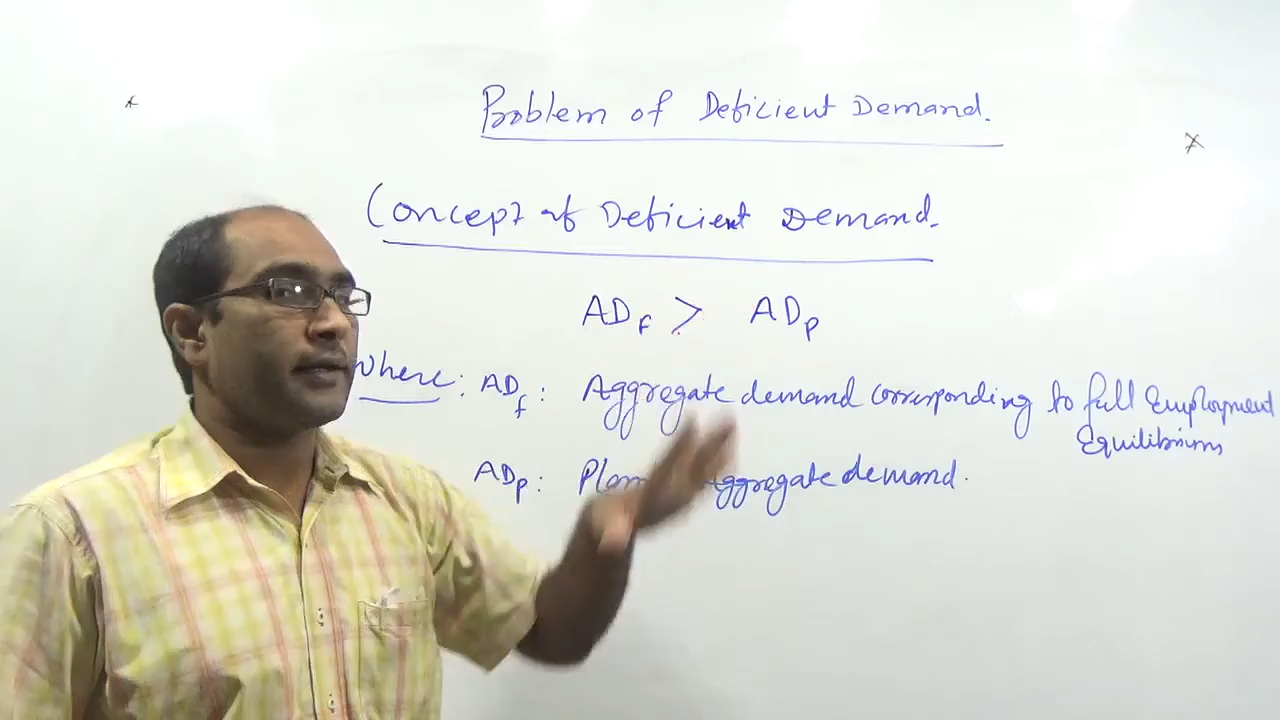 Problem of Deficient Demand.
Concept of Deficient Demand.
ADf > ADp
Where: ADf : Aggregate demand corresponding to full Employment
Equilibrium
ADp : Aggregate demand.